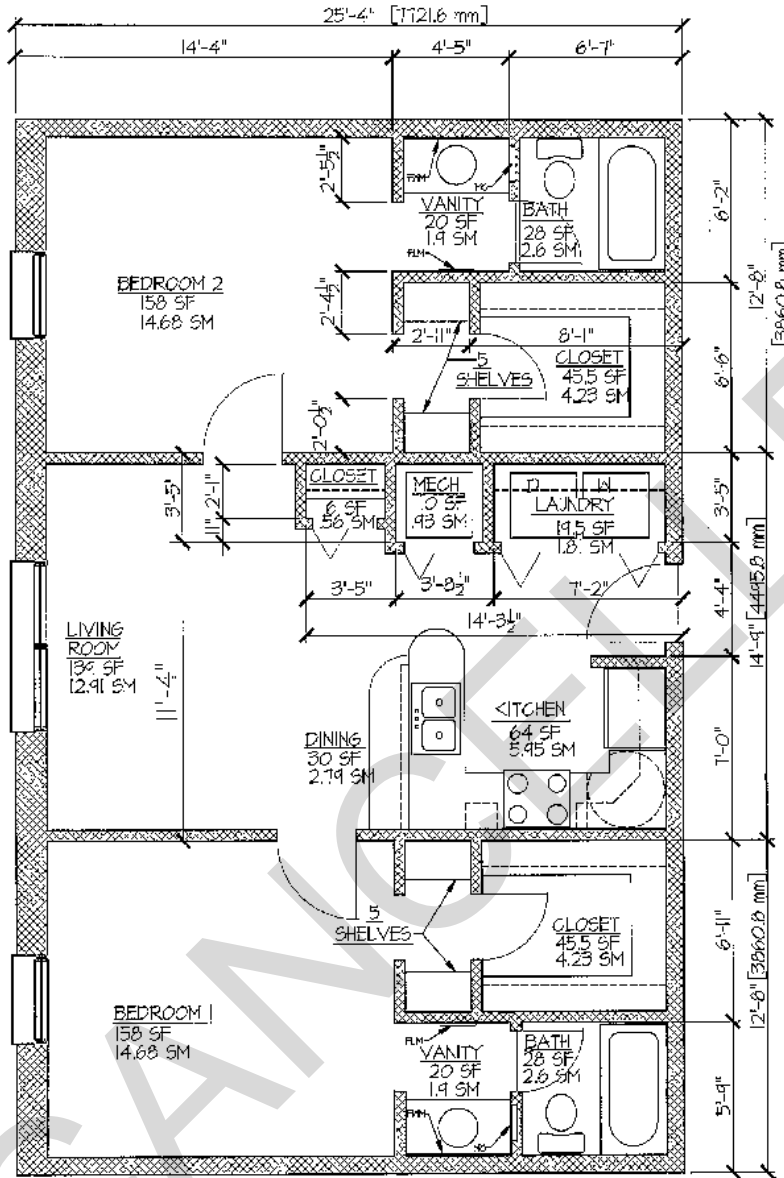 25'-4" [7721.6 mm]
14'-4"
4'-5"
6'-7"
2'-5½"
VANITY
20 SF
1.9 SM
BATH
28 SF
2.6 SM
6'-2"
BEDROOM 2
158 SF
14.68 SM
2'-4½"
2'-11"
8'-1"
5
SHELVES
CLOSET
45.5 SF
4.23 SM
12'-8"
[3860.8 mm]
6'-6"
2'-0½"
3'-5"
2'-1"
11"
CLOSET
6 SF
.56 SM
MECH
.93 SM
D
W
LAUNDRY
19.5 SF
3'-5"
3'-5"
3'-8½"
7'-2"
14'-3½"
4'-4"
14'-9" [4495.8 mm]
LIVING
ROOM
139 SF
12.91 SM
11'-4"
DINING
30 SF
2.79 SM
KITCHEN
64 SF
5.95 SM
7'-0"
5
SHELVES
CLOSET
45.5 SF
4.23 SM
6'-11"
12'-8" [3860.8 mm]
BEDROOM 1
158 SF
14.68 SM
VANITY
20 SF
1.9 SM
BATH
28 SF
2.6 SM
5'-9"
CANCELL